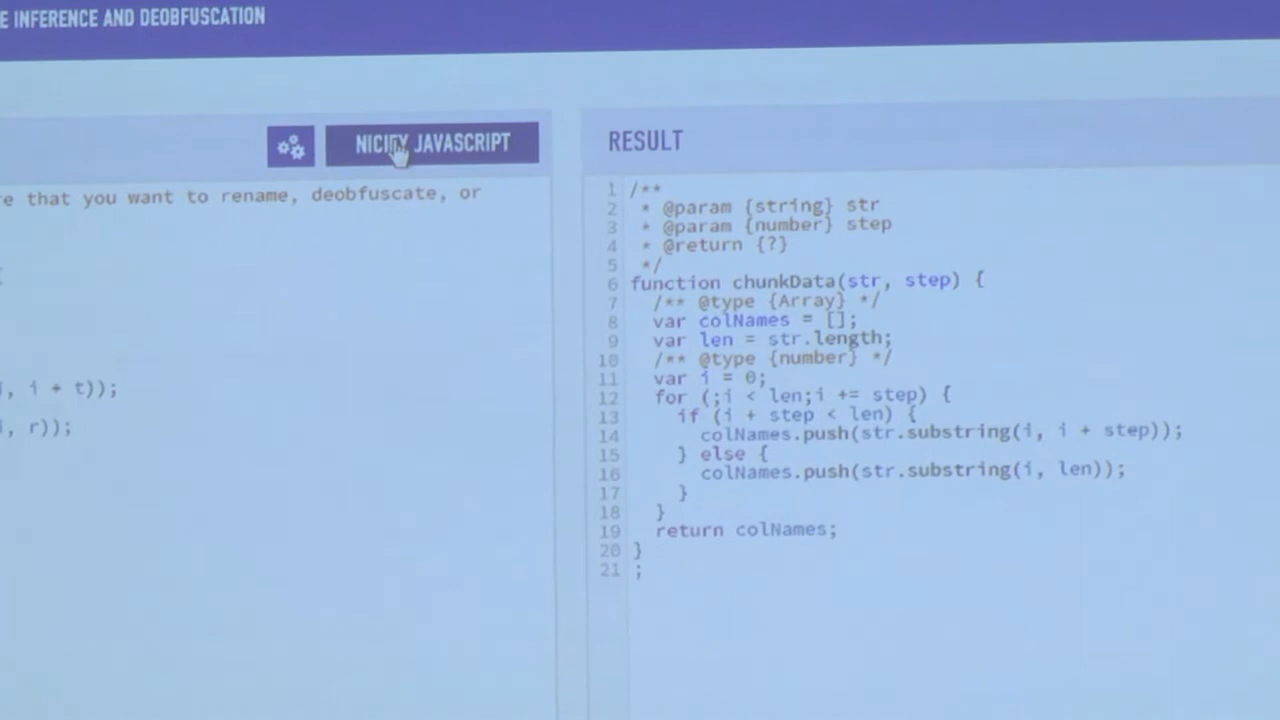 E INFERENCE AND DEOBFUSCATION
NICIFY JAVASCRIPT
e that you want to rename, deobfuscate, or
, i + t));
, r));
RESULT
1 /**
2 * @param {string} str
3 * @param {number} step
4 * @return {?}
5 */
6 function chunkData(str, step) {
7 /** @type {Array} */
8 var colNames = [];
9 var len = str.length;
10 /** @type {number} */
11 var i = 0;
12 for (;i < len;i += step) {
13 if (i + step < len) {
14 colNames.push(str.substring(i, i + step));
15 } else {
16 colNames.push(str.substring(i, len));
17 }
18 }
19 return colNames;
20 }
21 ;